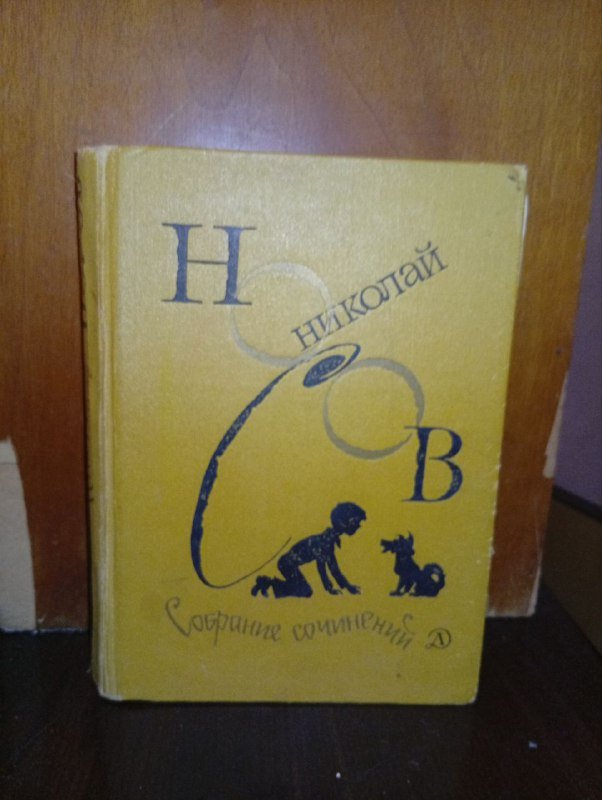 НОСОВ
николай
Собрание сочинений
Д